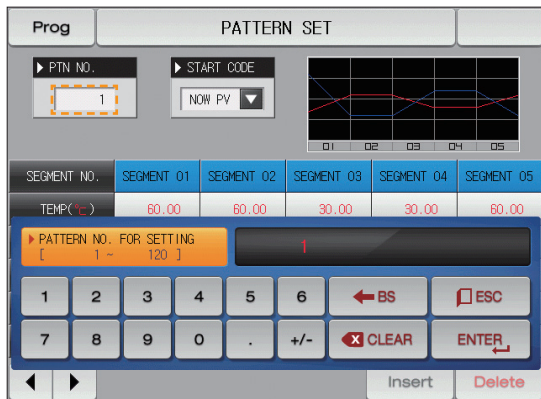 Prog
PATTERN SET
▶ PTN NO.
▶ START CODE
1
NOW PV
01 02 03 04 05
SEGMENT NO. SEGMENT 01 SEGMENT 02 SEGMENT 03 SEGMENT 04 SEGMENT 05
TEMP(℃) 60.00 60.00 30.00 30.00 60.00
▶ PATTERN NO. FOR SETTING
[ 1 ~ 120 ]
1
1 2 3 4 5 6 BS ESC
7 8 9 0 . +/- CLEAR ENTER
Insert Delete